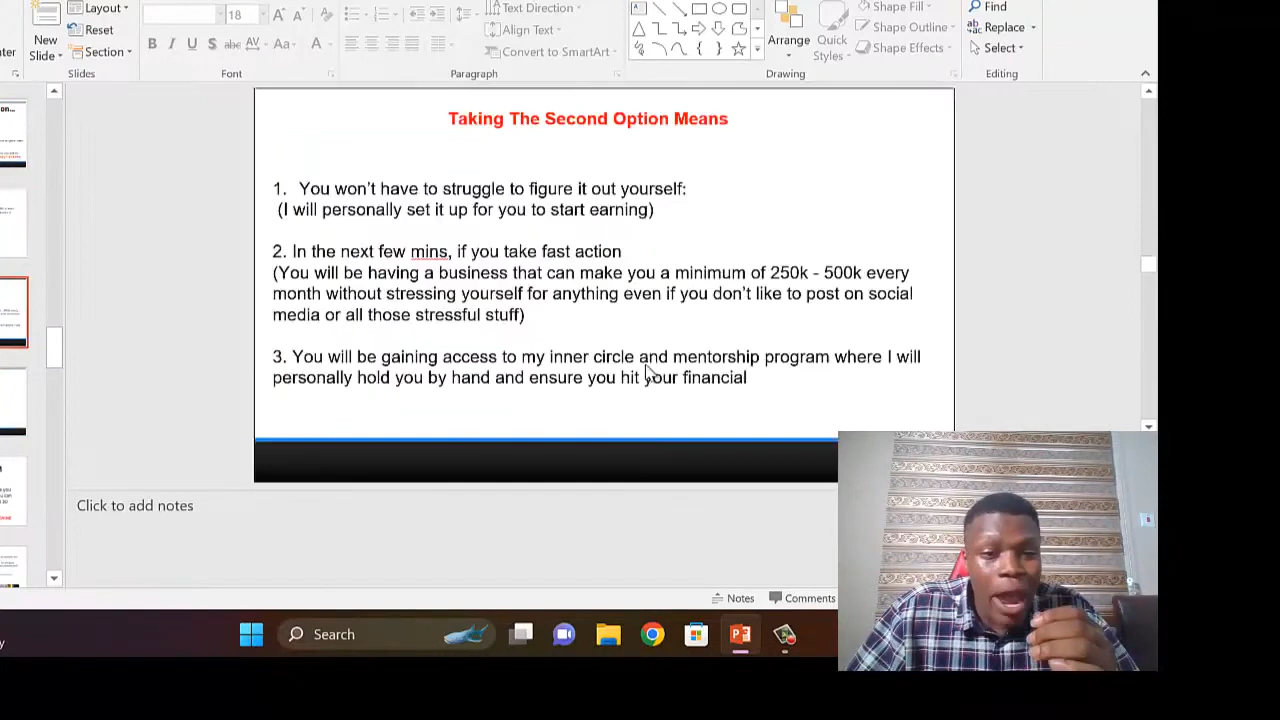 Layout
Reset
New
Slide
Section
Slides
18
B I U S abc AV Aa A
Font
Text Direction
Align Text
Convert to SmartArt
Paragraph
Arrange
Quick
Styles
Shape Fill
Shape Outline
Shape Effects
Drawing
Find
Replace
Select
Editing
Taking The Second Option Means
1. You won't have to struggle to figure it out yourself:
(I will personally set it up for you to start earning)
2. In the next few mins, if you take fast action
(You will be having a business that can make you a minimum of 250k - 500k every
month without stressing yourself for anything even if you don't like to post on social
media or all those stressful stuff)
3. You will be gaining access to my inner circle and mentorship program where I will
personally hold you by hand and ensure you hit your financial
Click to add notes
Notes
Comments
Search